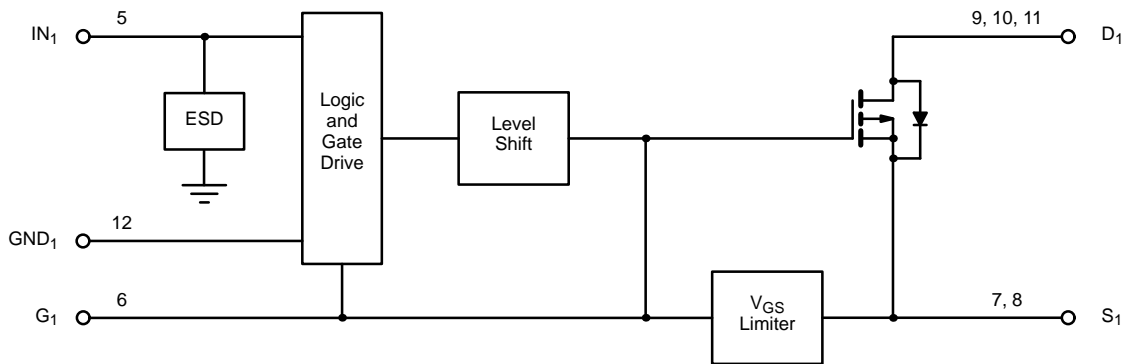 IN1
5
9, 10, 11
D1
ESD
Logic
and
Gate
Drive
Level
Shift
GND1
12
G1
6
VGS
Limiter
7, 8
S1